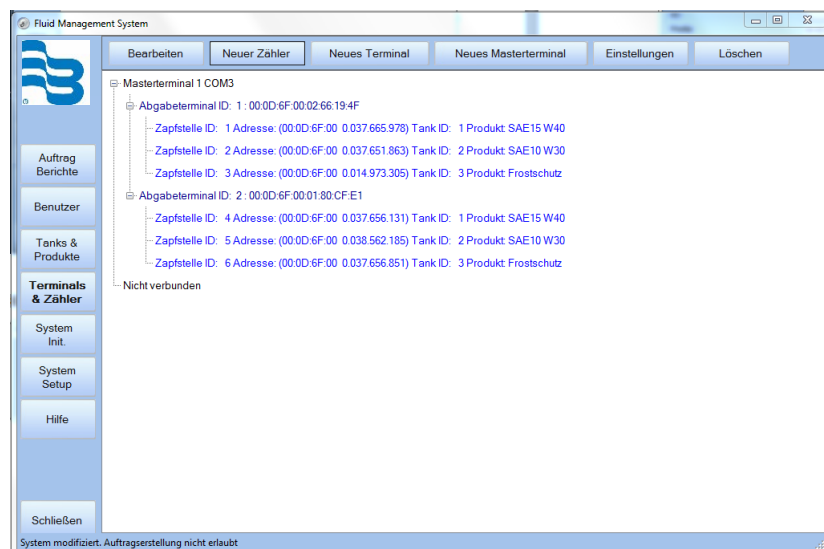 Fluid Management System
Bearbeiten Neuer Zähler Neues Terminal Neues Masterterminal Einstellungen Löschen
Masterterminal 1 COM3
Abgabeterminal ID: 1 : 00:0D:6F:00:02:66:19:4F
Zapfstelle ID: 1 Adresse: (00:0D:6F:00 0.037.665.978) Tank ID: 1 Produkt: SAE15 W40
Zapfstelle ID: 2 Adresse: (00:0D:6F:00 0.037.651.863) Tank ID: 2 Produkt: SAE10 W30
Zapfstelle ID: 3 Adresse: (00:0D:6F:00 0.014.973.305) Tank ID: 3 Produkt: Frostschutz
Abgabeterminal ID: 2 : 00:0D:6F:00:01:80:CF:E1
Zapfstelle ID: 4 Adresse: (00:0D:6F:00 0.037.656.131) Tank ID: 1 Produkt: SAE15 W40
Zapfstelle ID: 5 Adresse: (00:0D:6F:00 0.038.562.185) Tank ID: 2 Produkt: SAE10 W30
Zapfstelle ID: 6 Adresse: (00:0D:6F:00 0.037.656.851) Tank ID: 3 Produkt: Frostschutz
Nicht verbunden
Auftrag
Berichte
Benutzer
Tanks &
Produkte
Terminals
& Zähler
System
Init.
System
Setup
Hilfe
Schließen
System modifiziert. Auftragserstellung nicht erlaubt